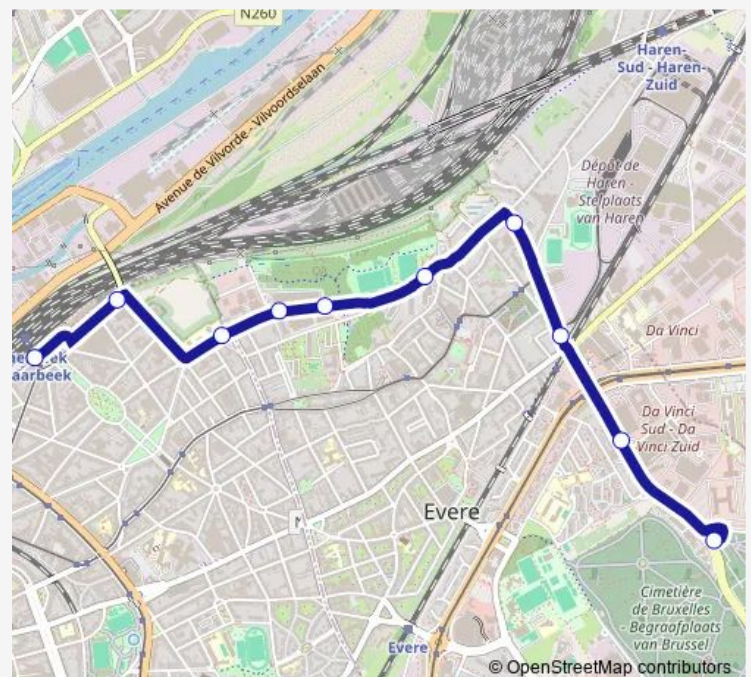 N260
Haren-
Sud - Haren-
Zuid
Avenue de Vilvorde - Vilvoordselaan
Dépôt de
Haren -
Stelplaats
van Haren
Da Vinci
aarbeek
Da Vinci
Sud - Da
Vinci Zuid
Evere
Cimetière
de Bruxelles
- Begraafplaats
van Brussel
Evere
© OpenStreetMap contributors